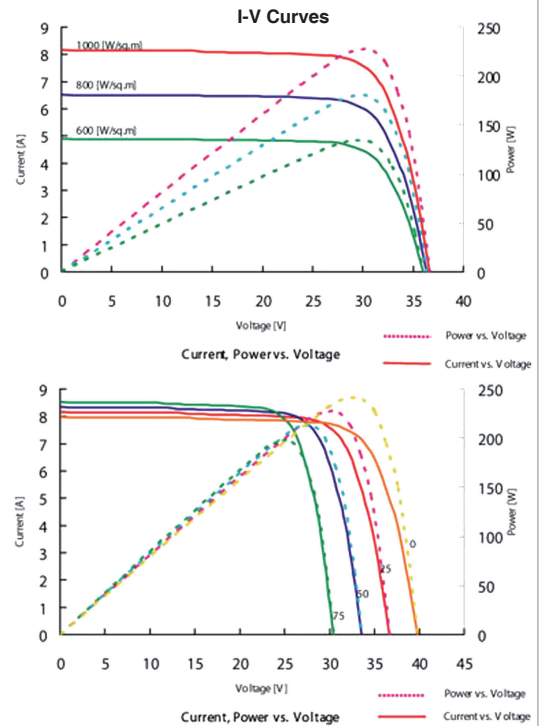 I-V Curves
9
8
7
6
5
4
3
2
1
0
Current [A]
1000 [W/sq.m]
800 [W/sq.m]
600 [W/sq.m]
250
200
150
100
50
0
Power [W]
0 5 10 15 20 25 30 35 40
Voltage [V]
Current, Power vs. Voltage
Power vs. Voltage
Current vs. Voltage
9
8
7
6
5
4
3
2
1
0
Current [A]
250
200
150
100
50
0
Power [W]
0
25
50
75
0 5 10 15 20 25 30 35 40 45
Voltage [V]
Current, Power vs. Voltage
Power vs. Voltage
Current vs. Voltage